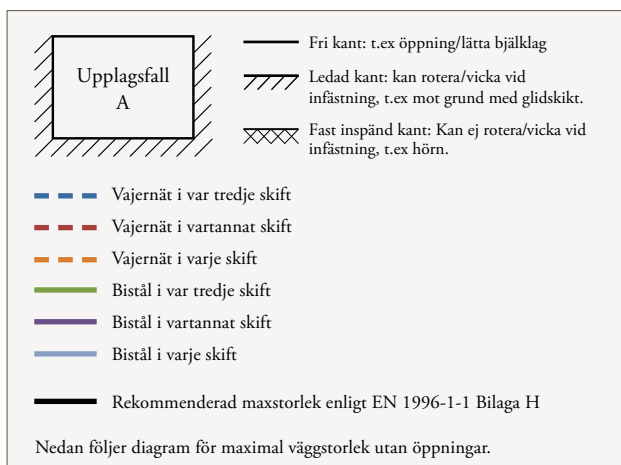 Upplagsfall
A
Fri kant: t.ex öppning/lätta bjälklag
Ledad kant: kan rotera/vicka vid
infästning, t.ex mot grund med glidskikt.
Fast inspänd kant: Kan ej rotera/vicka vid
infästning, t.ex hörn.
Vajernät i var tredje skift
Vajernät i vartannat skift
Vajernät i varje skift
Bistål i var tredje skift
Bistål i vartannat skift
Bistål i varje skift
Rekommenderad maxstorlek enligt EN 1996-1-1 Bilaga H
Nedan följer diagram för maximal väggstorlek utan öppningar.